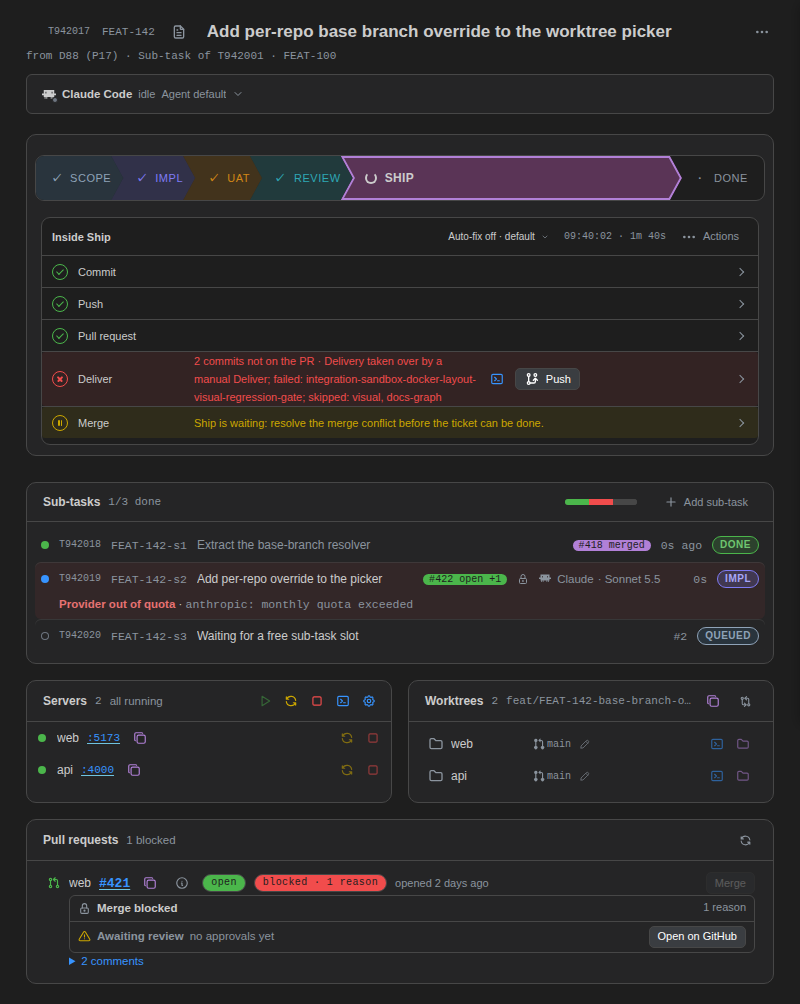 T942017 FEAT-142 Add per-repo base branch override to the worktree picker
from D88 (P17) · Sub-task of T942001 · FEAT-100
Claude Code idle Agent default
SCOPE IMPL UAT REVIEW SHIP DONE
Inside Ship Auto-fix off · default 09:40:02 · 1m 40s Actions
Commit
Push
Pull request
2 commits not on the PR · Delivery taken over by a
Deliver manual Deliver; failed: integration-sandbox-docker-layout- Push
visual-regression-gate; skipped: visual, docs-graph
Merge Ship is waiting: resolve the merge conflict before the ticket can be done.
Sub-tasks 1/3 done Add sub-task
T942018 FEAT-142-s1 Extract the base-branch resolver #418 merged 0s ago DONE
T942019 FEAT-142-s2 Add per-repo override to the picker #422 open +1 Claude · Sonnet 5.5 0s IMPL
Provider out of quota · anthropic: monthly quota exceeded
T942020 FEAT-142-s3 Waiting for a free sub-task slot #2 QUEUED
Servers 2 all running
web :5173
api :4000
Worktrees 2 feat/FEAT-142-base-branch-o…
web main
api main
Pull requests 1 blocked
web #421 open blocked · 1 reason opened 2 days ago Merge
Merge blocked 1 reason
Awaiting review no approvals yet Open on GitHub
2 comments